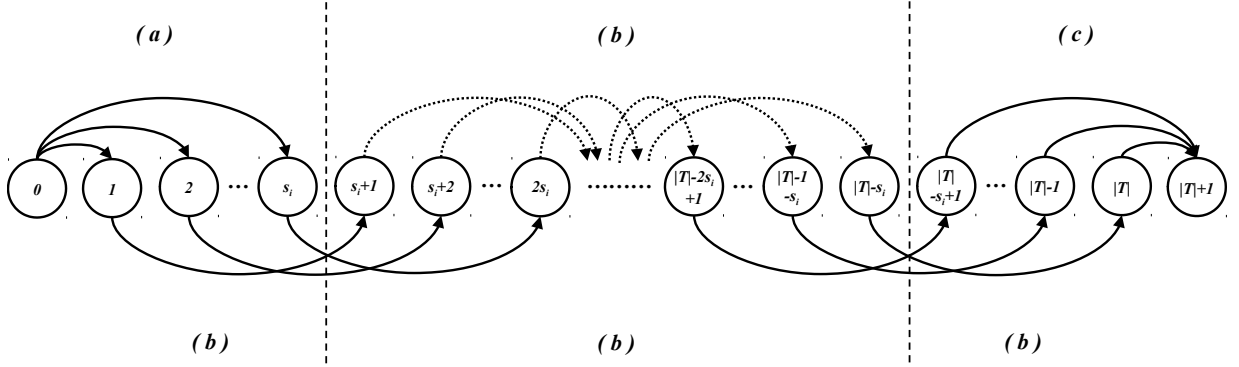 ( a ) ( b ) ( c )
0 1 2 ... s_i s_i+1 s_i+2 ... 2s_i ......... |T|-2s_i ... |T|-1 |T|-s_i |T| ... |T|-1 |T| |T|+1
+1 -s_i -s_i+1
( b ) ( b ) ( b )